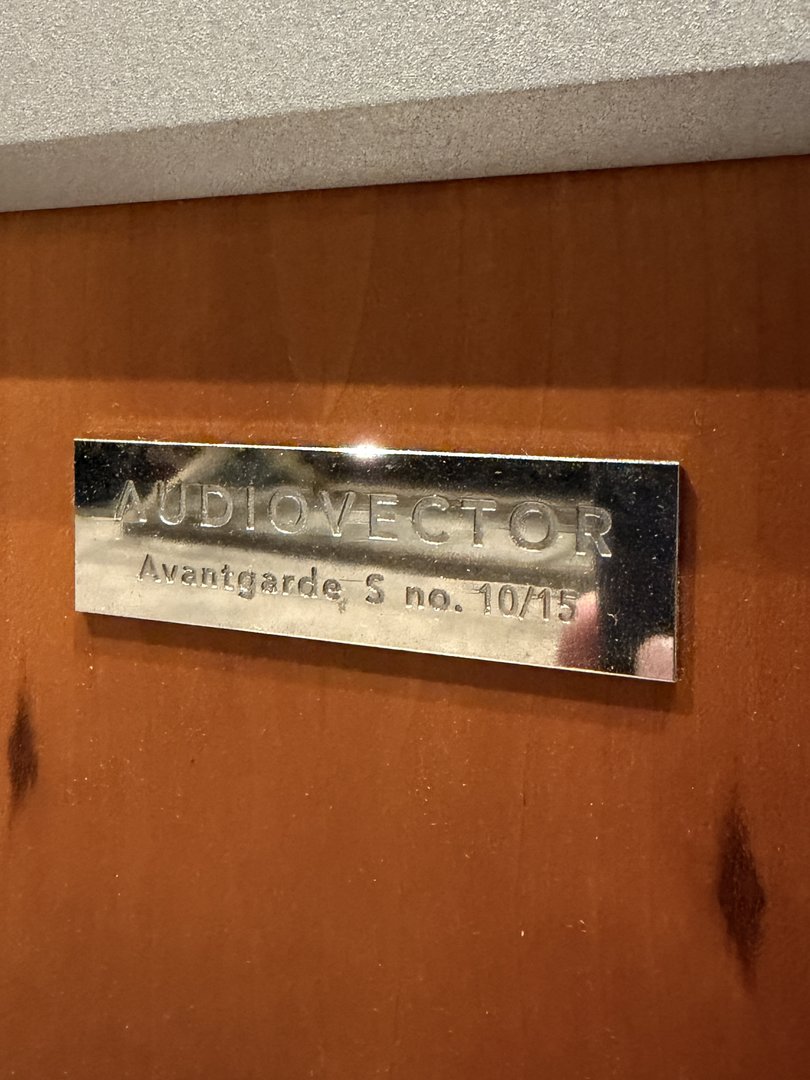 AUDIOVECTOR
Avantgarde S no. 10/15